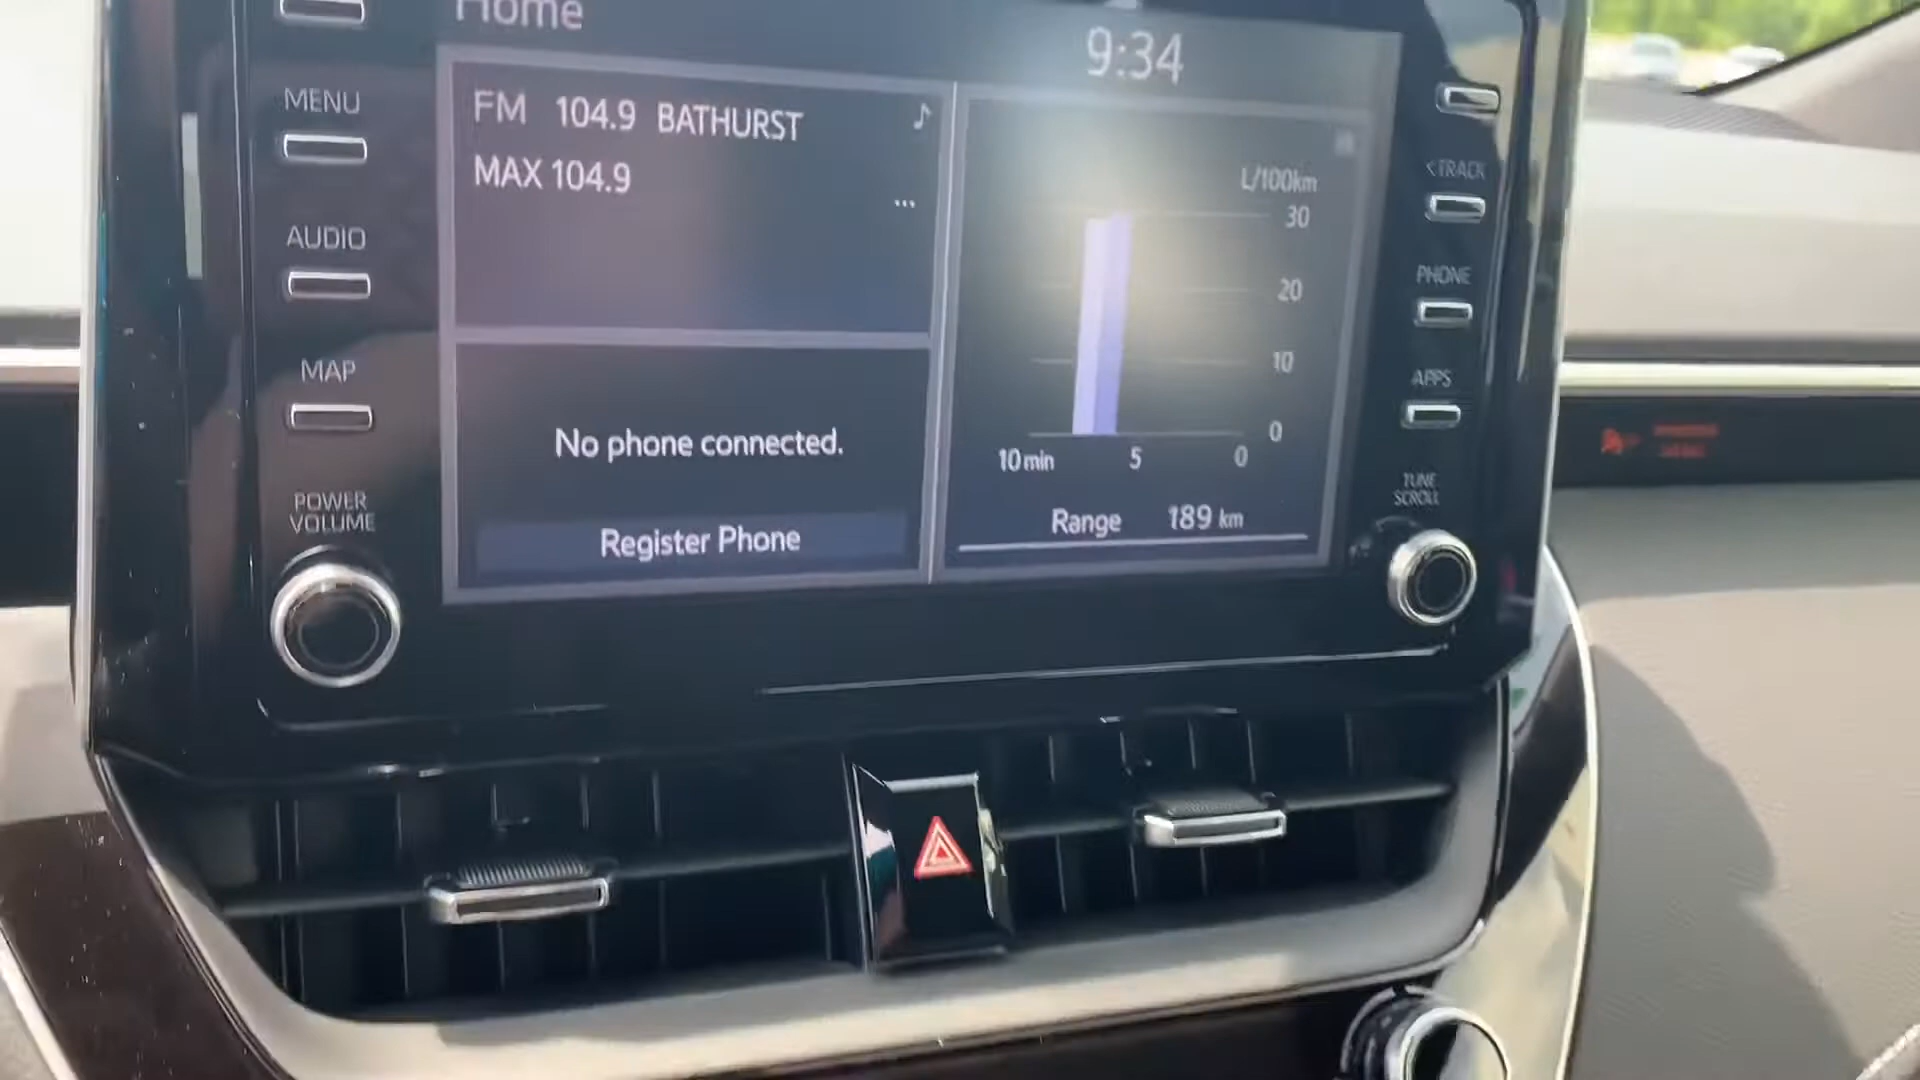 Home
9:34
MENU
AUDIO
MAP
POWER
VOLUME
FM 104.9 BATHURST
MAX 104.9
...
No phone connected.
Register Phone
L/100km
30
20
10
0
10 min 5 0
Range 189 km
< TRACK
PHONE
APPS
TUNE
SCROLL